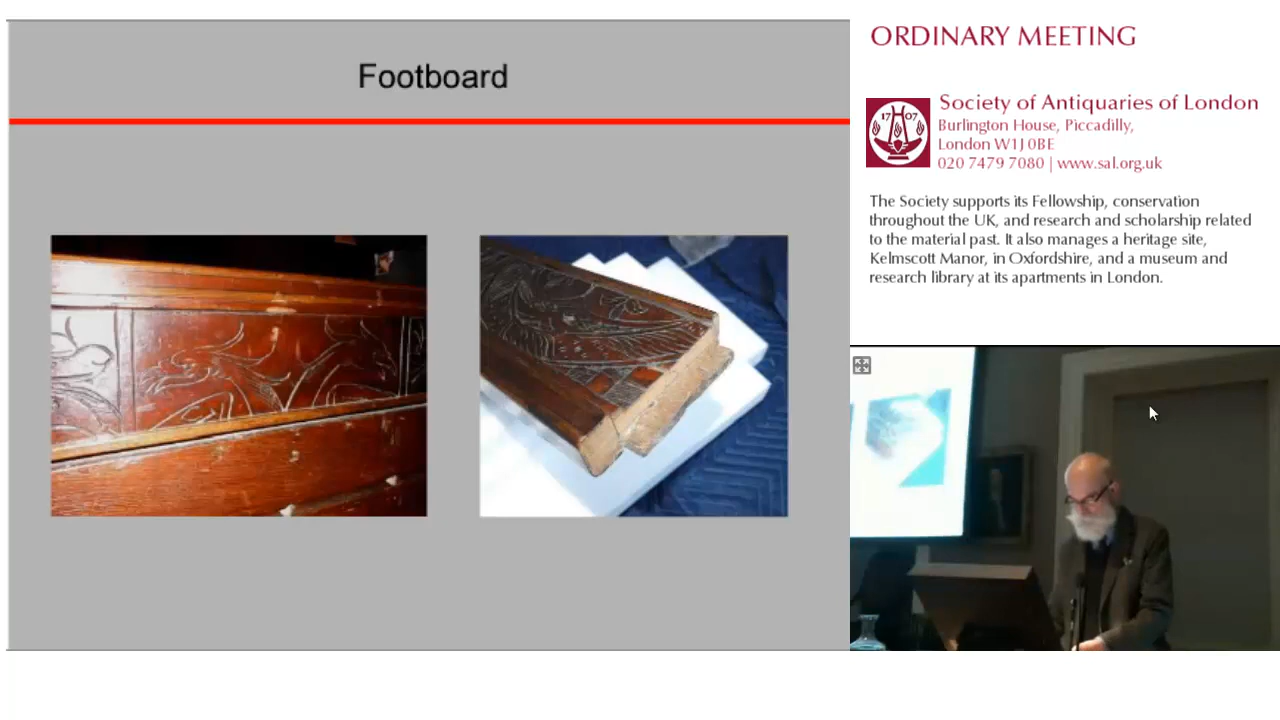 Footboard
ORDINARY MEETING
17 07
Society of Antiquaries of London
Burlington House, Piccadilly,
London W1J 0BE
020 7479 7080 | www.sal.org.uk
The Society supports its Fellowship, conservation
throughout the UK, and research and scholarship related
to the material past. It also manages a heritage site,
Kelmscott Manor, in Oxfordshire, and a museum and
research library at its apartments in London.